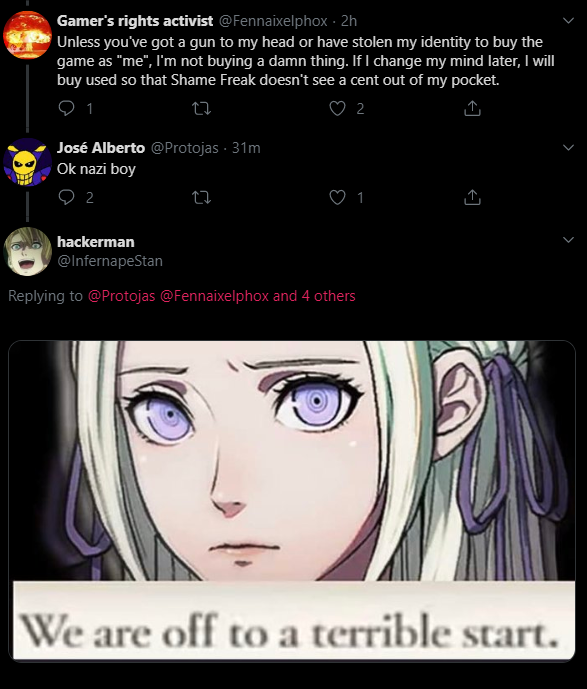 Gamer's rights activist @Fennaixelphox · 2h
Unless you've got a gun to my head or have stolen my identity to buy the
game as "me", I'm not buying a damn thing. If I change my mind later, I will
buy used so that Shame Freak doesn't see a cent out of my pocket.
1 2
José Alberto @Protojas · 31m
Ok nazi boy
2 1
hackerman
@InfernapeStan
Replying to @Protojas @Fennaixelphox and 4 others
We are off to a terrible start.